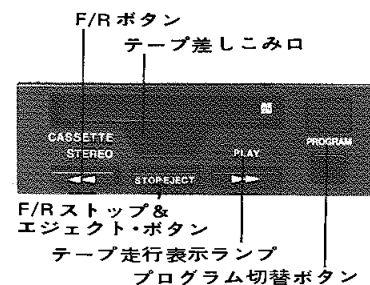 F/R ボタン
テープ差しこみ口
CASSETTE
STEREO
PLAY
PROGRAM
STOP EJECT
F/R ストップ&
エジェクト・ボタン
テープ走行表示ランプ
プログラム切替ボタン